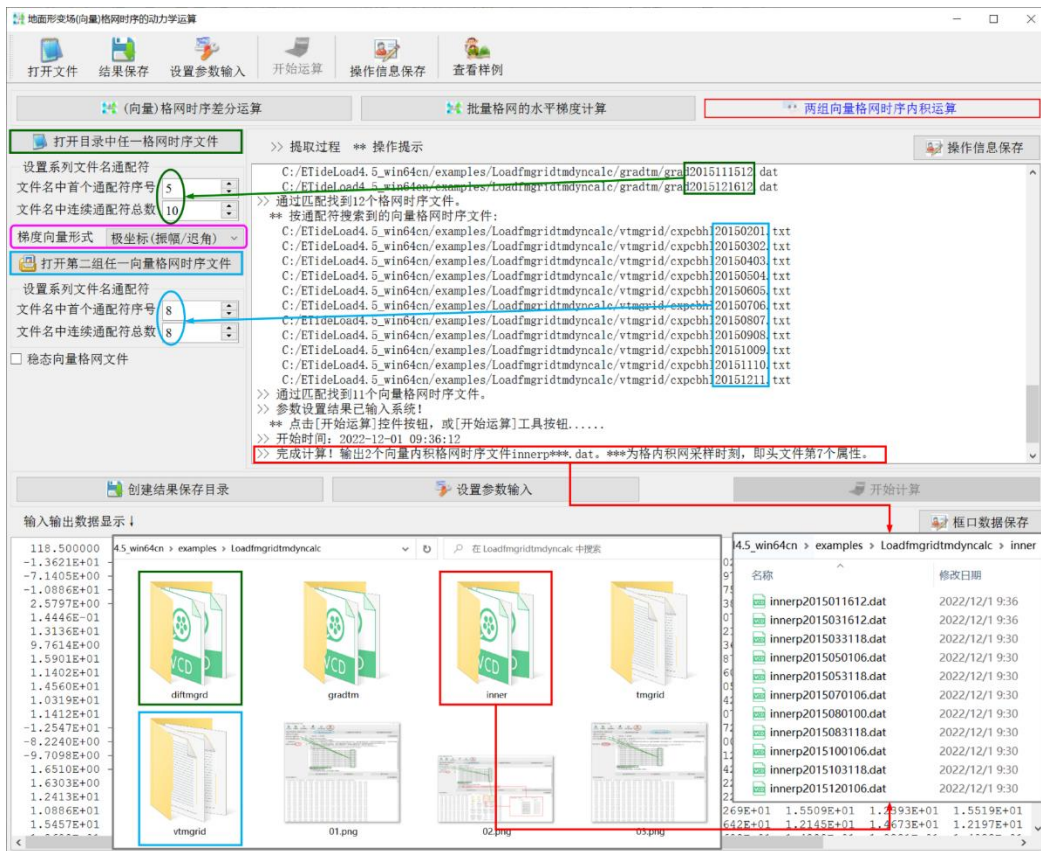 地面形变场(向量)格网时序的动力学运算
打开文件 结果保存 设置参数输入 开始运算 操作信息保存 查看样例
(向量)格网时序差分运算 批量格网的水平梯度计算 两组向量格网时序内积运算
打开目录中任一格网时序文件
设置系列文件名通配符
文件名中首个通配符序号 5
文件名中连续通配符总数 10
梯度向量形式 极坐标(振幅/迟角)
打开第二组任一向量格网时序文件
设置系列文件名通配符
文件名中首个通配符序号 8
文件名中连续通配符总数 8
稳态向量格网文件
>> 提取过程 ** 操作提示 操作信息保存
C:/ETideLoad4.5_win64cn/examples/Loadfmgridtmdyncalc/gradtm/grad2015111512.dat
C:/ETideLoad4.5_win64cn/examples/Loadfmgridtmdyncalc/gradtm/grad2015121612.dat
>> 通过匹配找到12个格网时序文件。
** 按通配符搜索到的向量格网时序文件:
C:/ETideLoad4.5_win64cn/examples/Loadfmgridtmdyncalc/vtmgrid/cxpcbhl20150201.txt
C:/ETideLoad4.5_win64cn/examples/Loadfmgridtmdyncalc/vtmgrid/cxpcbhl20150302.txt
C:/ETideLoad4.5_win64cn/examples/Loadfmgridtmdyncalc/vtmgrid/cxpcbhl20150403.txt
C:/ETideLoad4.5_win64cn/examples/Loadfmgridtmdyncalc/vtmgrid/cxpcbhl20150504.txt
C:/ETideLoad4.5_win64cn/examples/Loadfmgridtmdyncalc/vtmgrid/cxpcbhl20150605.txt
C:/ETideLoad4.5_win64cn/examples/Loadfmgridtmdyncalc/vtmgrid/cxpcbhl20150706.txt
C:/ETideLoad4.5_win64cn/examples/Loadfmgridtmdyncalc/vtmgrid/cxpcbhl20150807.txt
C:/ETideLoad4.5_win64cn/examples/Loadfmgridtmdyncalc/vtmgrid/cxpcbhl20150908.txt
C:/ETideLoad4.5_win64cn/examples/Loadfmgridtmdyncalc/vtmgrid/cxpcbhl20151009.txt
C:/ETideLoad4.5_win64cn/examples/Loadfmgridtmdyncalc/vtmgrid/cxpcbhl20151110.txt
C:/ETideLoad4.5_win64cn/examples/Loadfmgridtmdyncalc/vtmgrid/cxpcbhl20151211.txt
>> 通过匹配找到11个向量格网时序文件。
>> 参数设置结果已输入系统!
** 点击[开始运算]控件按钮，或[开始运算]工具按钮......
>> 开始时间: 2022-12-01 09:36:12
>> 完成计算! 输出2个向量内积格网时序文件innerp***.dat。***为格内积网采样时刻，即头文件第7个属性。
创建结果保存目录 设置参数输入 开始计算
输入输出数据显示↓ 框口数据保存
118.500000
-1.3621E+01
-7.1405E+00
-1.0886E+00
2.5797E+00
1.4446E-01
1.3136E+01
9.7614E+00
1.5901E+01
1.1402E+01
1.4560E+01
1.0319E+01
1.1412E+01
-1.2547E+01
-8.2240E+00
-9.7098E+00
1.6510E+00
1.6303E+00
1.2413E+01
1.0886E+01
1.5457E+01
4.5_win64cn > examples > Loadfmgridtmdyncalc 在 Loadfmgridtmdyncalc 中搜索
diftmgrd gradtm inner tmgrid
vtmgrid 01.png 02.png 03.png
4.5_win64cn > examples > Loadfmgridtmdyncalc > inner
名称 修改日期
innerp2015011612.dat 2022/12/1 9:36
innerp2015031612.dat 2022/12/1 9:36
innerp2015033118.dat 2022/12/1 9:30
innerp2015050106.dat 2022/12/1 9:30
innerp2015053118.dat 2022/12/1 9:30
innerp2015070106.dat 2022/12/1 9:30
innerp2015080100.dat 2022/12/1 9:30
innerp2015083118.dat 2022/12/1 9:30
innerp2015100106.dat 2022/12/1 9:30
innerp2015103118.dat 2022/12/1 9:30
innerp2015120106.dat 2022/12/1 9:30
269E+01 1.5509E+01 1.2393E+01 1.5519E+01
642E+01 1.2145E+01 1.4673E+01 1.2197E+01